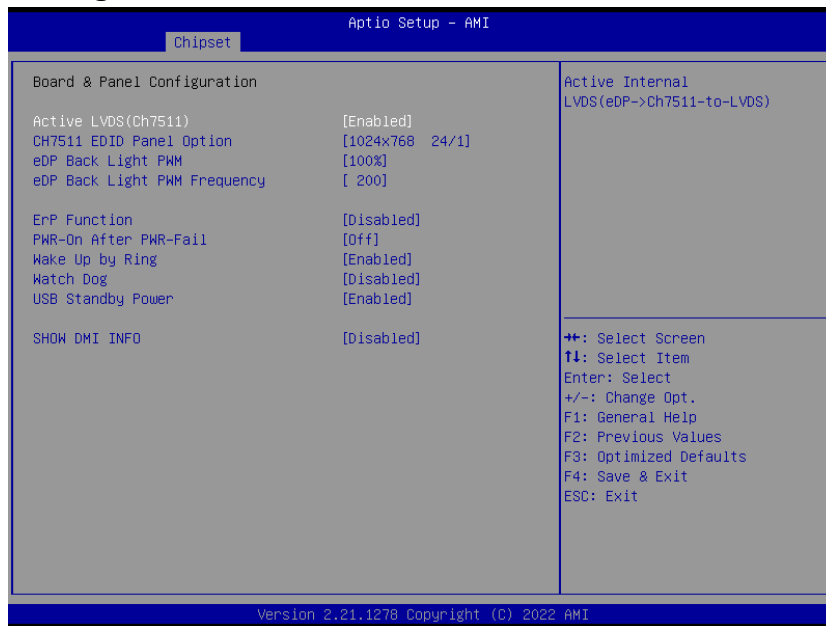 Aptio Setup - AMI
Chipset
Board & Panel Configuration
Active LVDS(Ch7511) [Enabled]
CH7511 EDID Panel Option [1024x768 24/1]
eDP Back Light PWM [100%]
eDP Back Light PWM Frequency [ 200]
ErP Function [Disabled]
PWR-On After PWR-Fail [Off]
Wake Up by Ring [Enabled]
Watch Dog [Disabled]
USB Standby Power [Enabled]
SHOW DMI INFO [Disabled]
Active Internal
LVDS(eDP->Ch7511-to-LVDS)
→←: Select Screen
↑↓: Select Item
Enter: Select
+/-: Change Opt.
F1: General Help
F2: Previous Values
F3: Optimized Defaults
F4: Save & Exit
ESC: Exit
Version 2.21.1278 Copyright (C) 2022 AMI